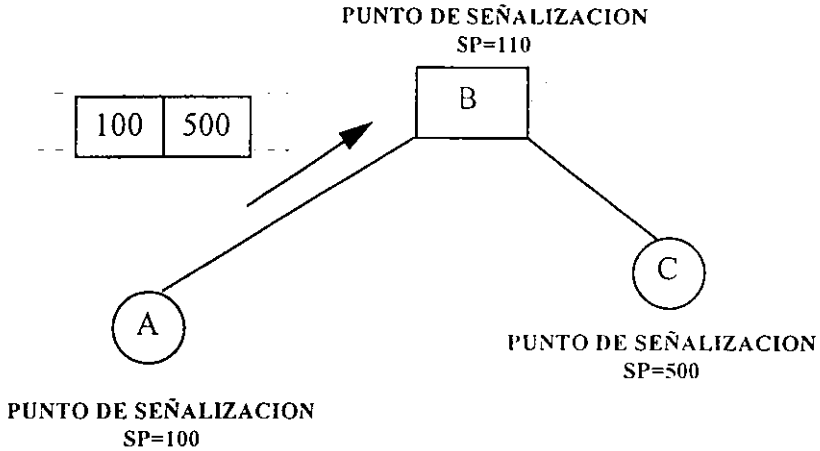 PUNTO DE SEÑALIZACION
SP=110
B
100 500
C
A
PUNTO DE SEÑALIZACION
SP=500
PUNTO DE SEÑALIZACION
SP=100